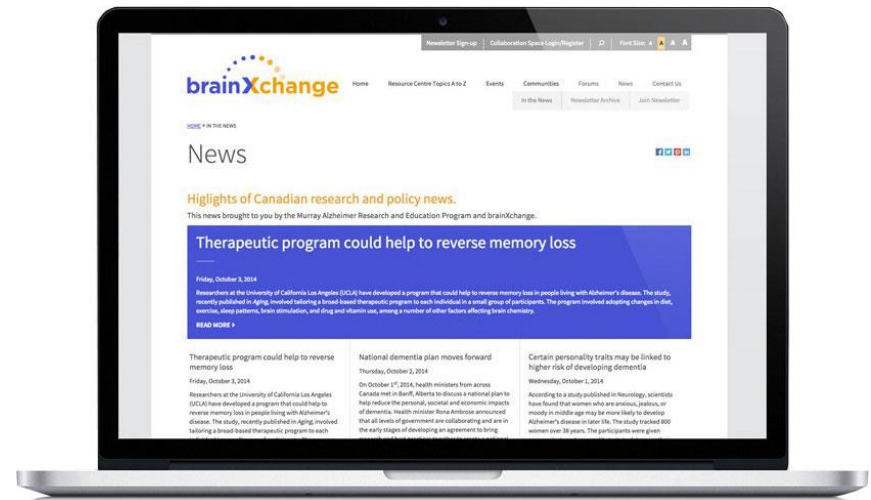 Newsletter Sign up | Collaboration Space Login/Register | Font Size: A A A A
brainXchange
Home Resource Centre Topics A to Z Events Communities Forums News Contact Us
In the News Newsletter Archive Join Newsletter
HOME » IN THE NEWS
News
Higlights of Canadian research and policy news.
This news brought to you by the Murray Alzheimer Research and Education Program and brainXchange.
Therapeutic program could help to reverse memory loss
Friday, October 3, 2014
Researchers at the University of California Los Angeles (UCLA) have developed a program that could help to reverse memory loss in people living with Alzheimer's disease. The study,
recently published in Aging, involved tailoring a broad-based therapeutic program to each individual in a small group of participants. The program involved adopting changes in diet,
exercise, sleep patterns, brain stimulation, and drug and vitamin use, among a number of other factors affecting brain chemistry.
READ MORE
Therapeutic program could help to reverse
memory loss
Friday, October 3, 2014
Researchers at the University of California Los Angeles
(UCLA) have developed a program that could help to
reverse memory loss in people living with Alzheimer's
disease. The study, recently published in Aging, involved
tailoring a broad-based therapeutic program to each
National dementia plan moves forward
Thursday, October 2, 2014
On October 1st, 2014, health ministers from across
Canada met in Banff, Alberta to discuss a national plan to
help reduce the personal, societal and economic impacts
of dementia. Health minister Rona Ambrose announced
that all levels of government are collaborating and are in
the early stages of developing an agreement to bring
Certain personality traits may be linked to
higher risk of developing dementia
Wednesday, October 1, 2014
According to a study published in Neurology, scientists
have found that women who are anxious, jealous, or
moody in middle age may be more likely to develop
Alzheimer's disease in later life. The study tracked 800
women over 38 years. The participants were given